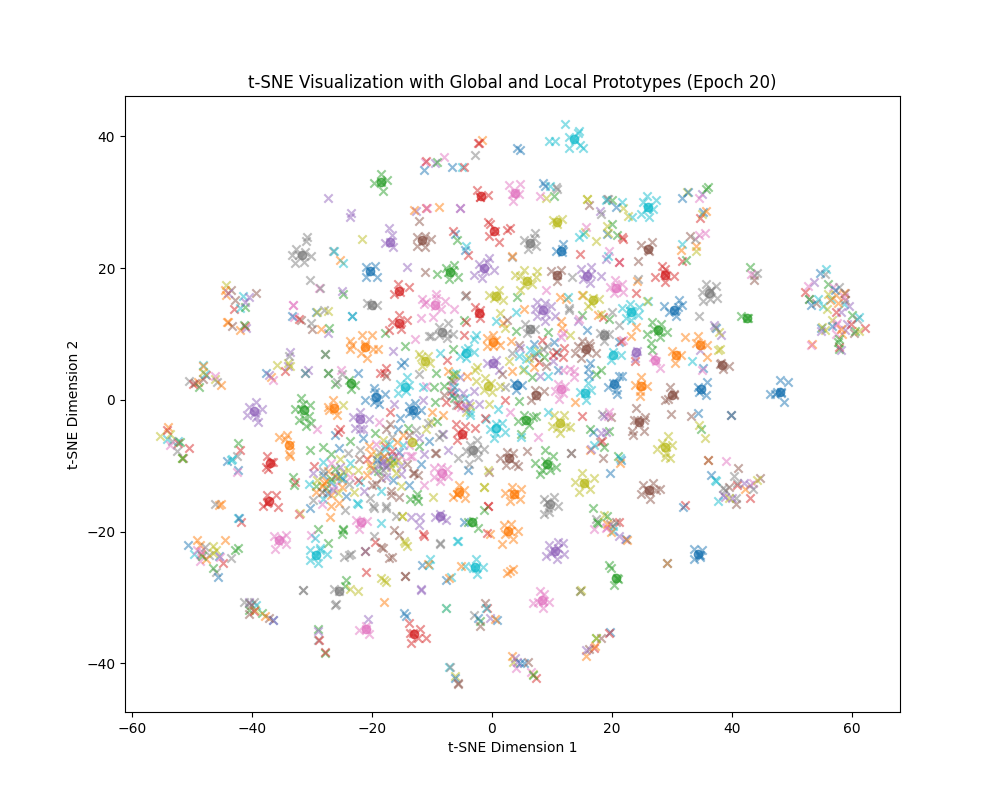 t-SNE Visualization with Global and Local Prototypes (Epoch 20)
40
20
0
−20
−40
t-SNE Dimension 2
−60 −40 −20 0 20 40 60
t-SNE Dimension 1